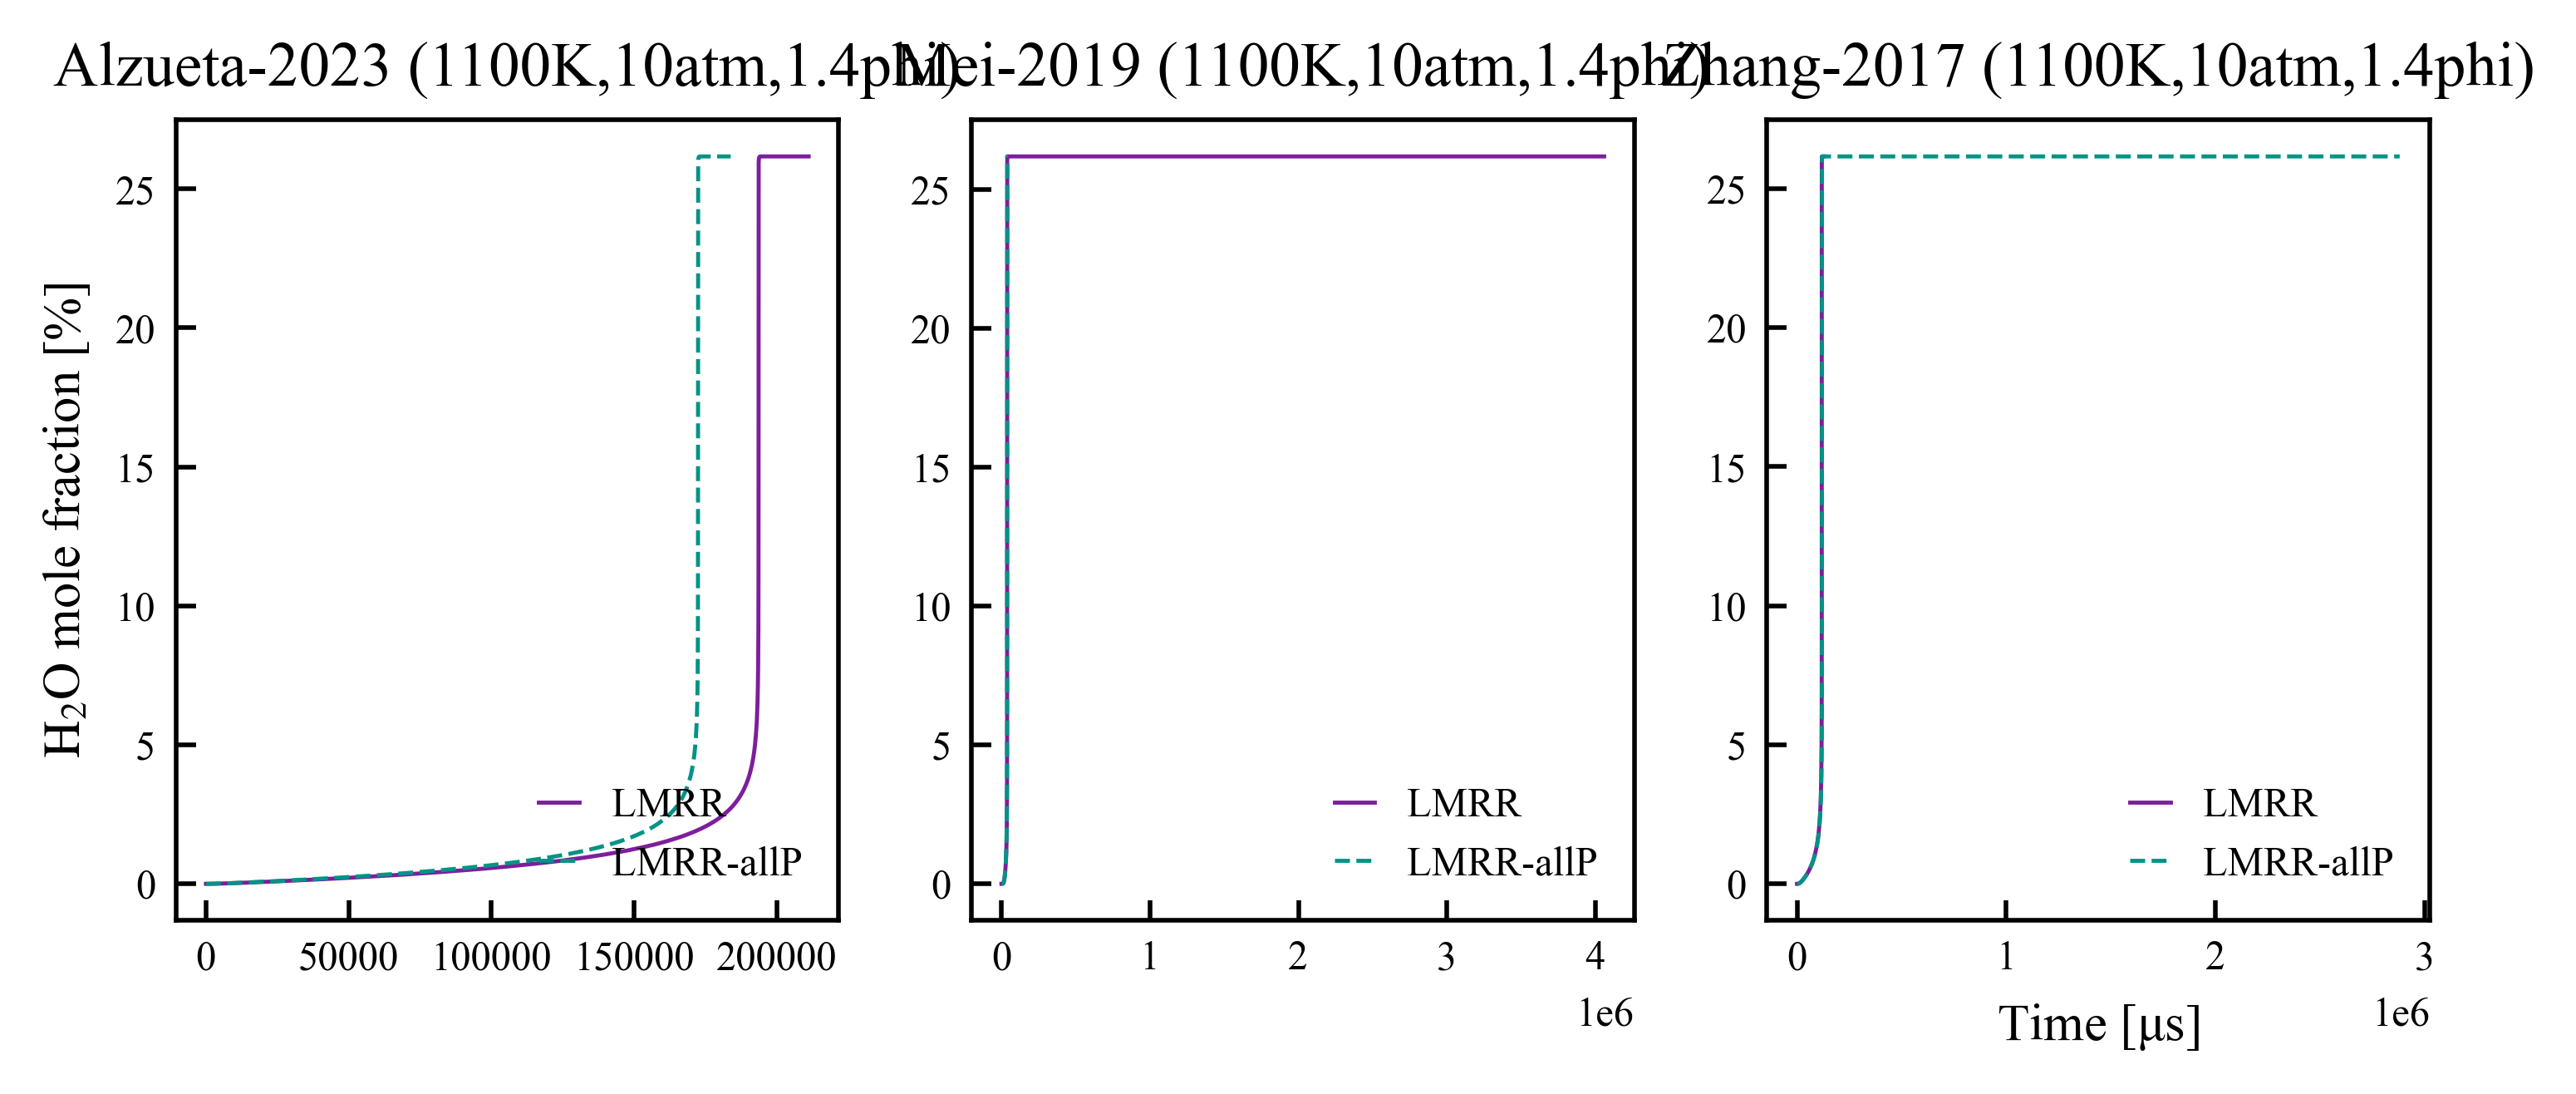 Alzueta-2023 (1100K,10atm,1.4phi)
Mei-2019 (1100K,10atm,1.4phi)
Zhang-2017 (1100K,10atm,1.4phi)
H₂O mole fraction [%]
25
20
15
10
5
0
0 50000 100000 150000 200000
LMRR
LMRR-allP
25
20
15
10
5
0
0 1 2 3 4
1e6
LMRR
LMRR-allP
25
20
15
10
5
0
0 1 2 3
1e6
LMRR
LMRR-allP
Time [μs]